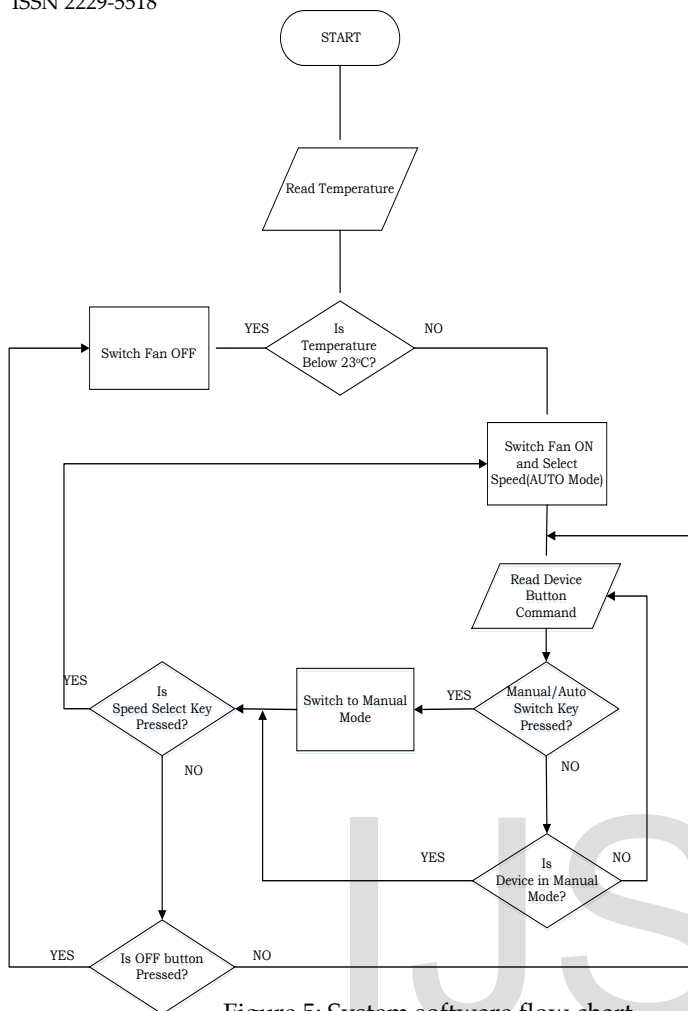 ISSN 2229-5518
START
Read Temperature
Is
Temperature
Below 23°C?
YES
NO
Switch Fan OFF
Switch Fan ON
and Select
Speed(AUTO Mode)
Read Device
Button
Command
Manual/Auto
Switch Key
Pressed?
YES
NO
Switch to Manual
Mode
Is
Speed Select Key
Pressed?
YES
NO
Is
Device in Manual
Mode?
YES
NO
Is OFF button
Pressed?
YES
NO
IJS
Figure 5: System software flow chart